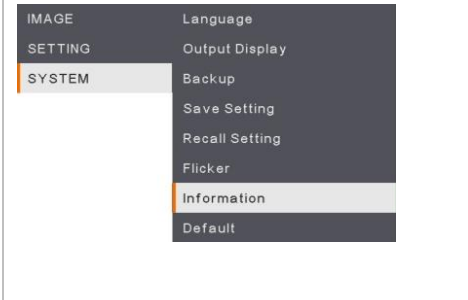 IMAGE
SETTING
SYSTEM
Language
Output Display
Backup
Save Setting
Recall Setting
Flicker
Information
Default